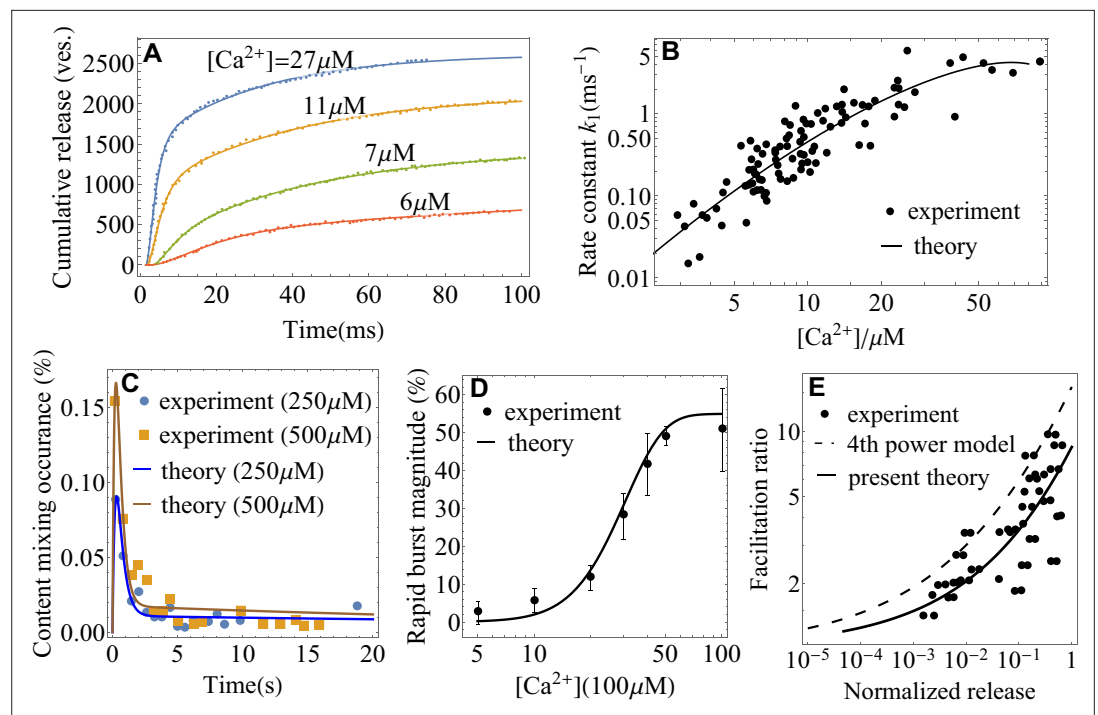 A
[Ca2+]=27μM
11μM
7μM
6μM
Cumulative release (ves.)
2500
2000
1500
1000
500
0
0 20 40 60 80 100
Time(ms)
B
Rate constant k1(ms−1)
5
1
0.50
0.10
0.05
0.01
experiment
theory
5 10 50
[Ca2+]/μM
C
Content mixing occurance (%)
0.15
0.10
0.05
0.00
experiment (250μM)
experiment (500μM)
theory (250μM)
theory (500μM)
0 5 10 15 20
Time(s)
D
Rapid burst magnitude (%)
60
50
40
30
20
10
0
experiment
theory
5 10 50 100
[Ca2+](100μM)
E
Facilitation ratio
10
5
2
experiment
4th power model
present theory
10−5 10−3 10−2 10−1 1
Normalized release